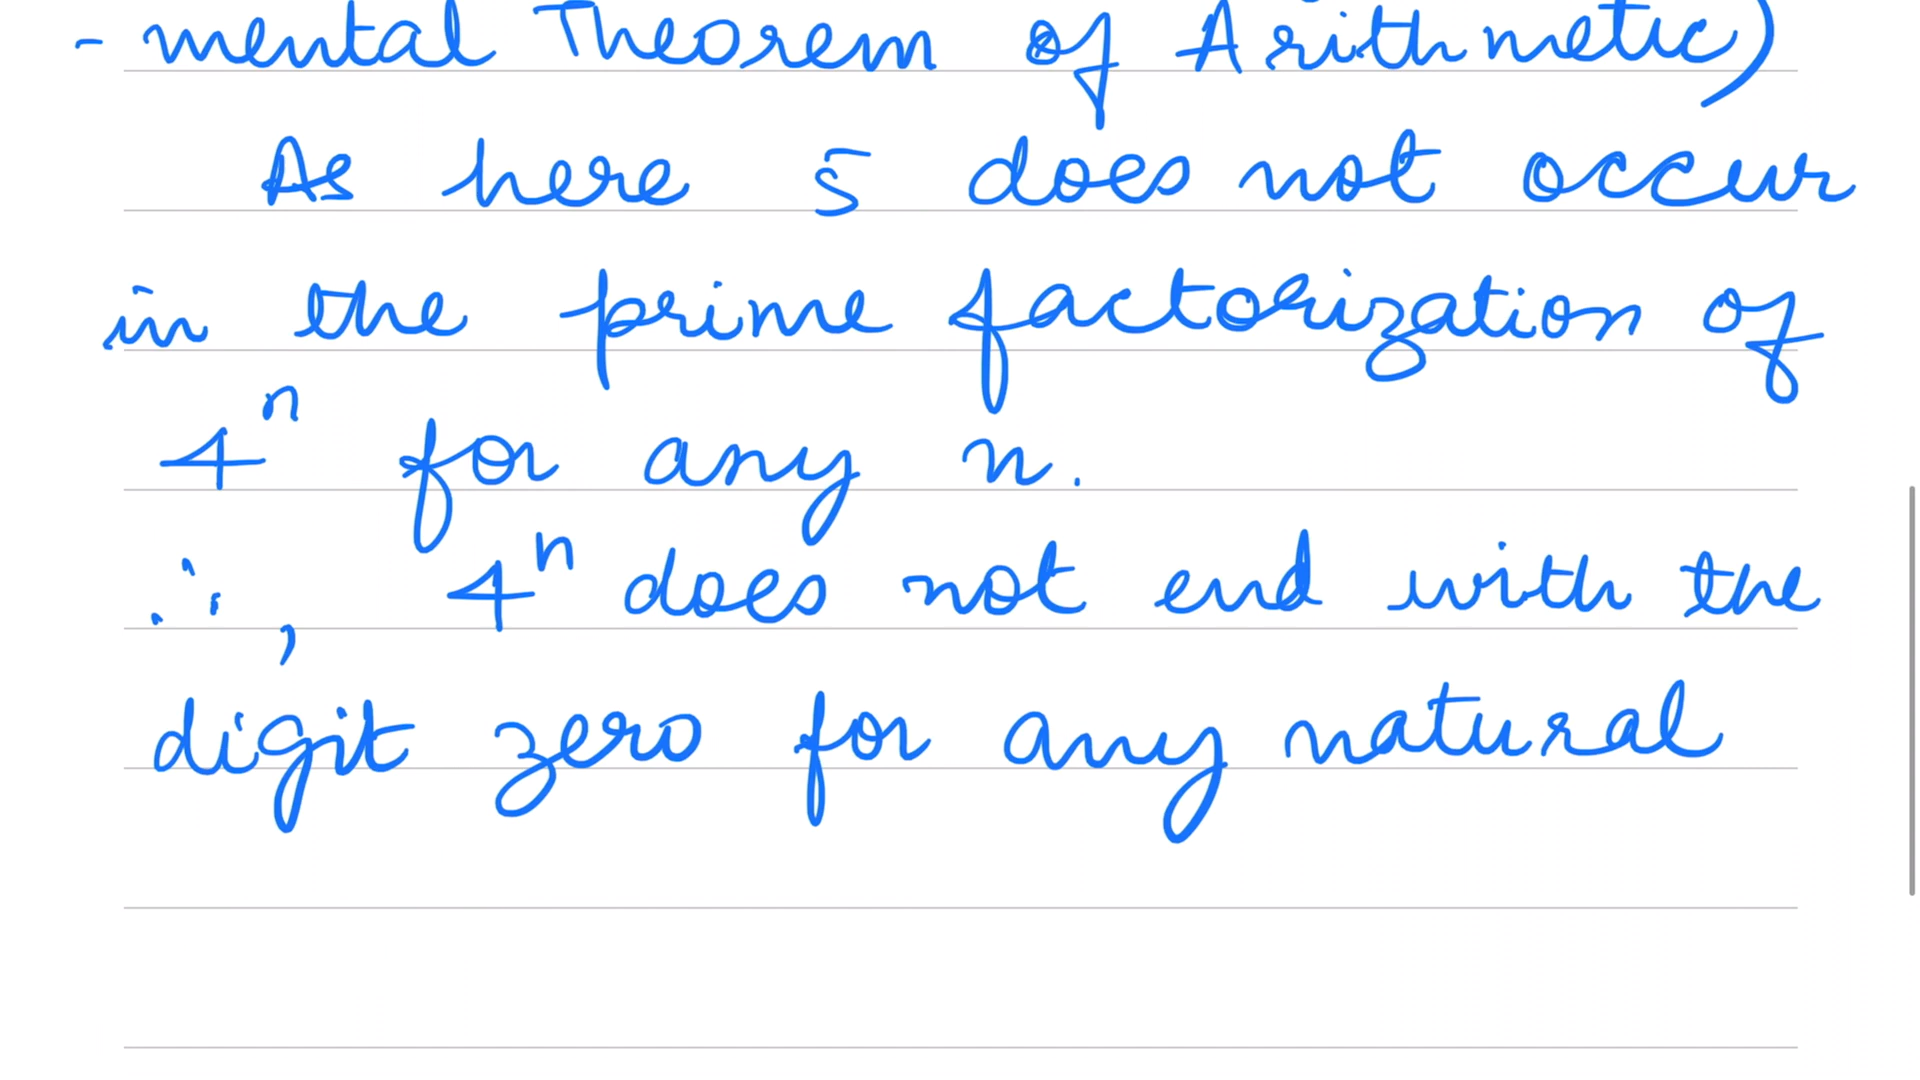 - mental Theorem of Arithmetic)
As here 5 does not occur
in the prime factorization of
4ⁿ for any n.
∴, 4ⁿ does not end with the
digit zero for any natural